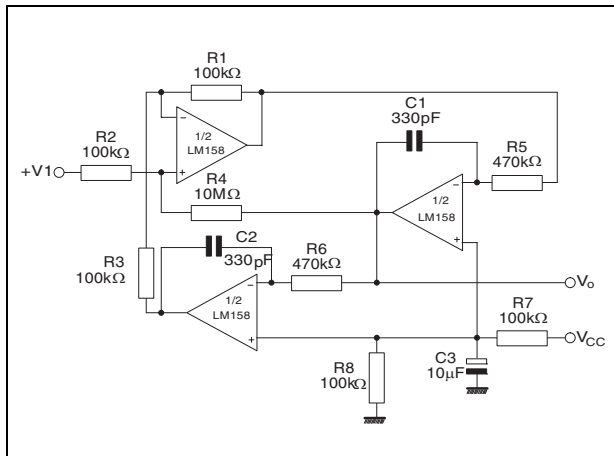 R1
100kΩ
C1
330pF
R2
100kΩ
1/2
LM158
R5
470kΩ
+V1
R4
10MΩ
1/2
LM158
C2
330pF
R6
470kΩ
R3
100kΩ
1/2
LM158
Vo
R7
100kΩ
VCC
R8
100kΩ
C3
10μF